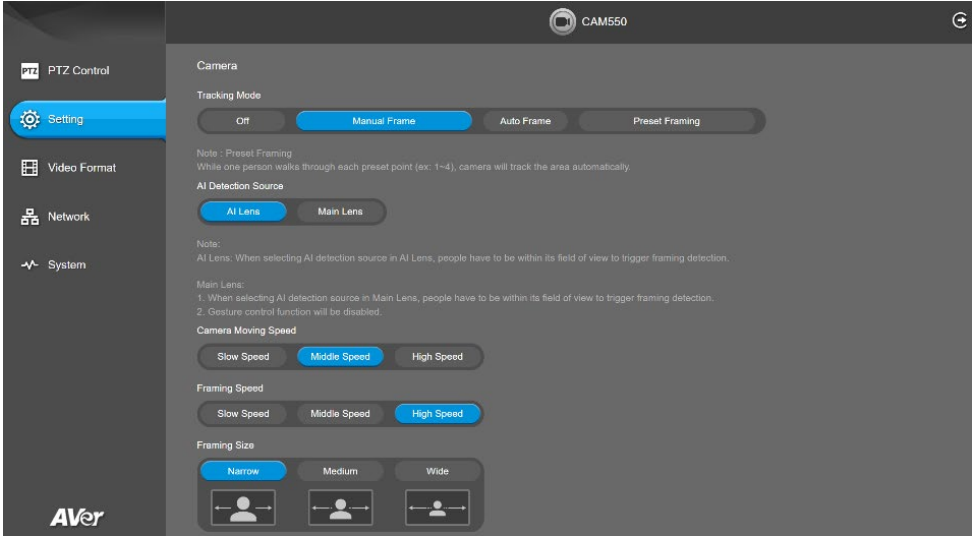 CAM550
PTZ PTZ Control
Setting
Video Format
Network
System
AVer
Camera
Tracking Mode
Off Manual Frame Auto Frame Preset Framing
Note : Preset Framing
While one person walks through each preset point (ex: 1~4), camera will track the area automatically.
AI Detection Source
AI Lens Main Lens
Note:
AI Lens: When selecting AI detection source in AI Lens, people have to be within its field of view to trigger framing detection.
Main Lens:
1. When selecting AI detection source in Main Lens, people have to be within its field of view to trigger framing detection.
2. Gesture control function will be disabled.
Camera Moving Speed
Slow Speed Middle Speed High Speed
Framing Speed
Slow Speed Middle Speed High Speed
Framing Size
Narrow Medium Wide